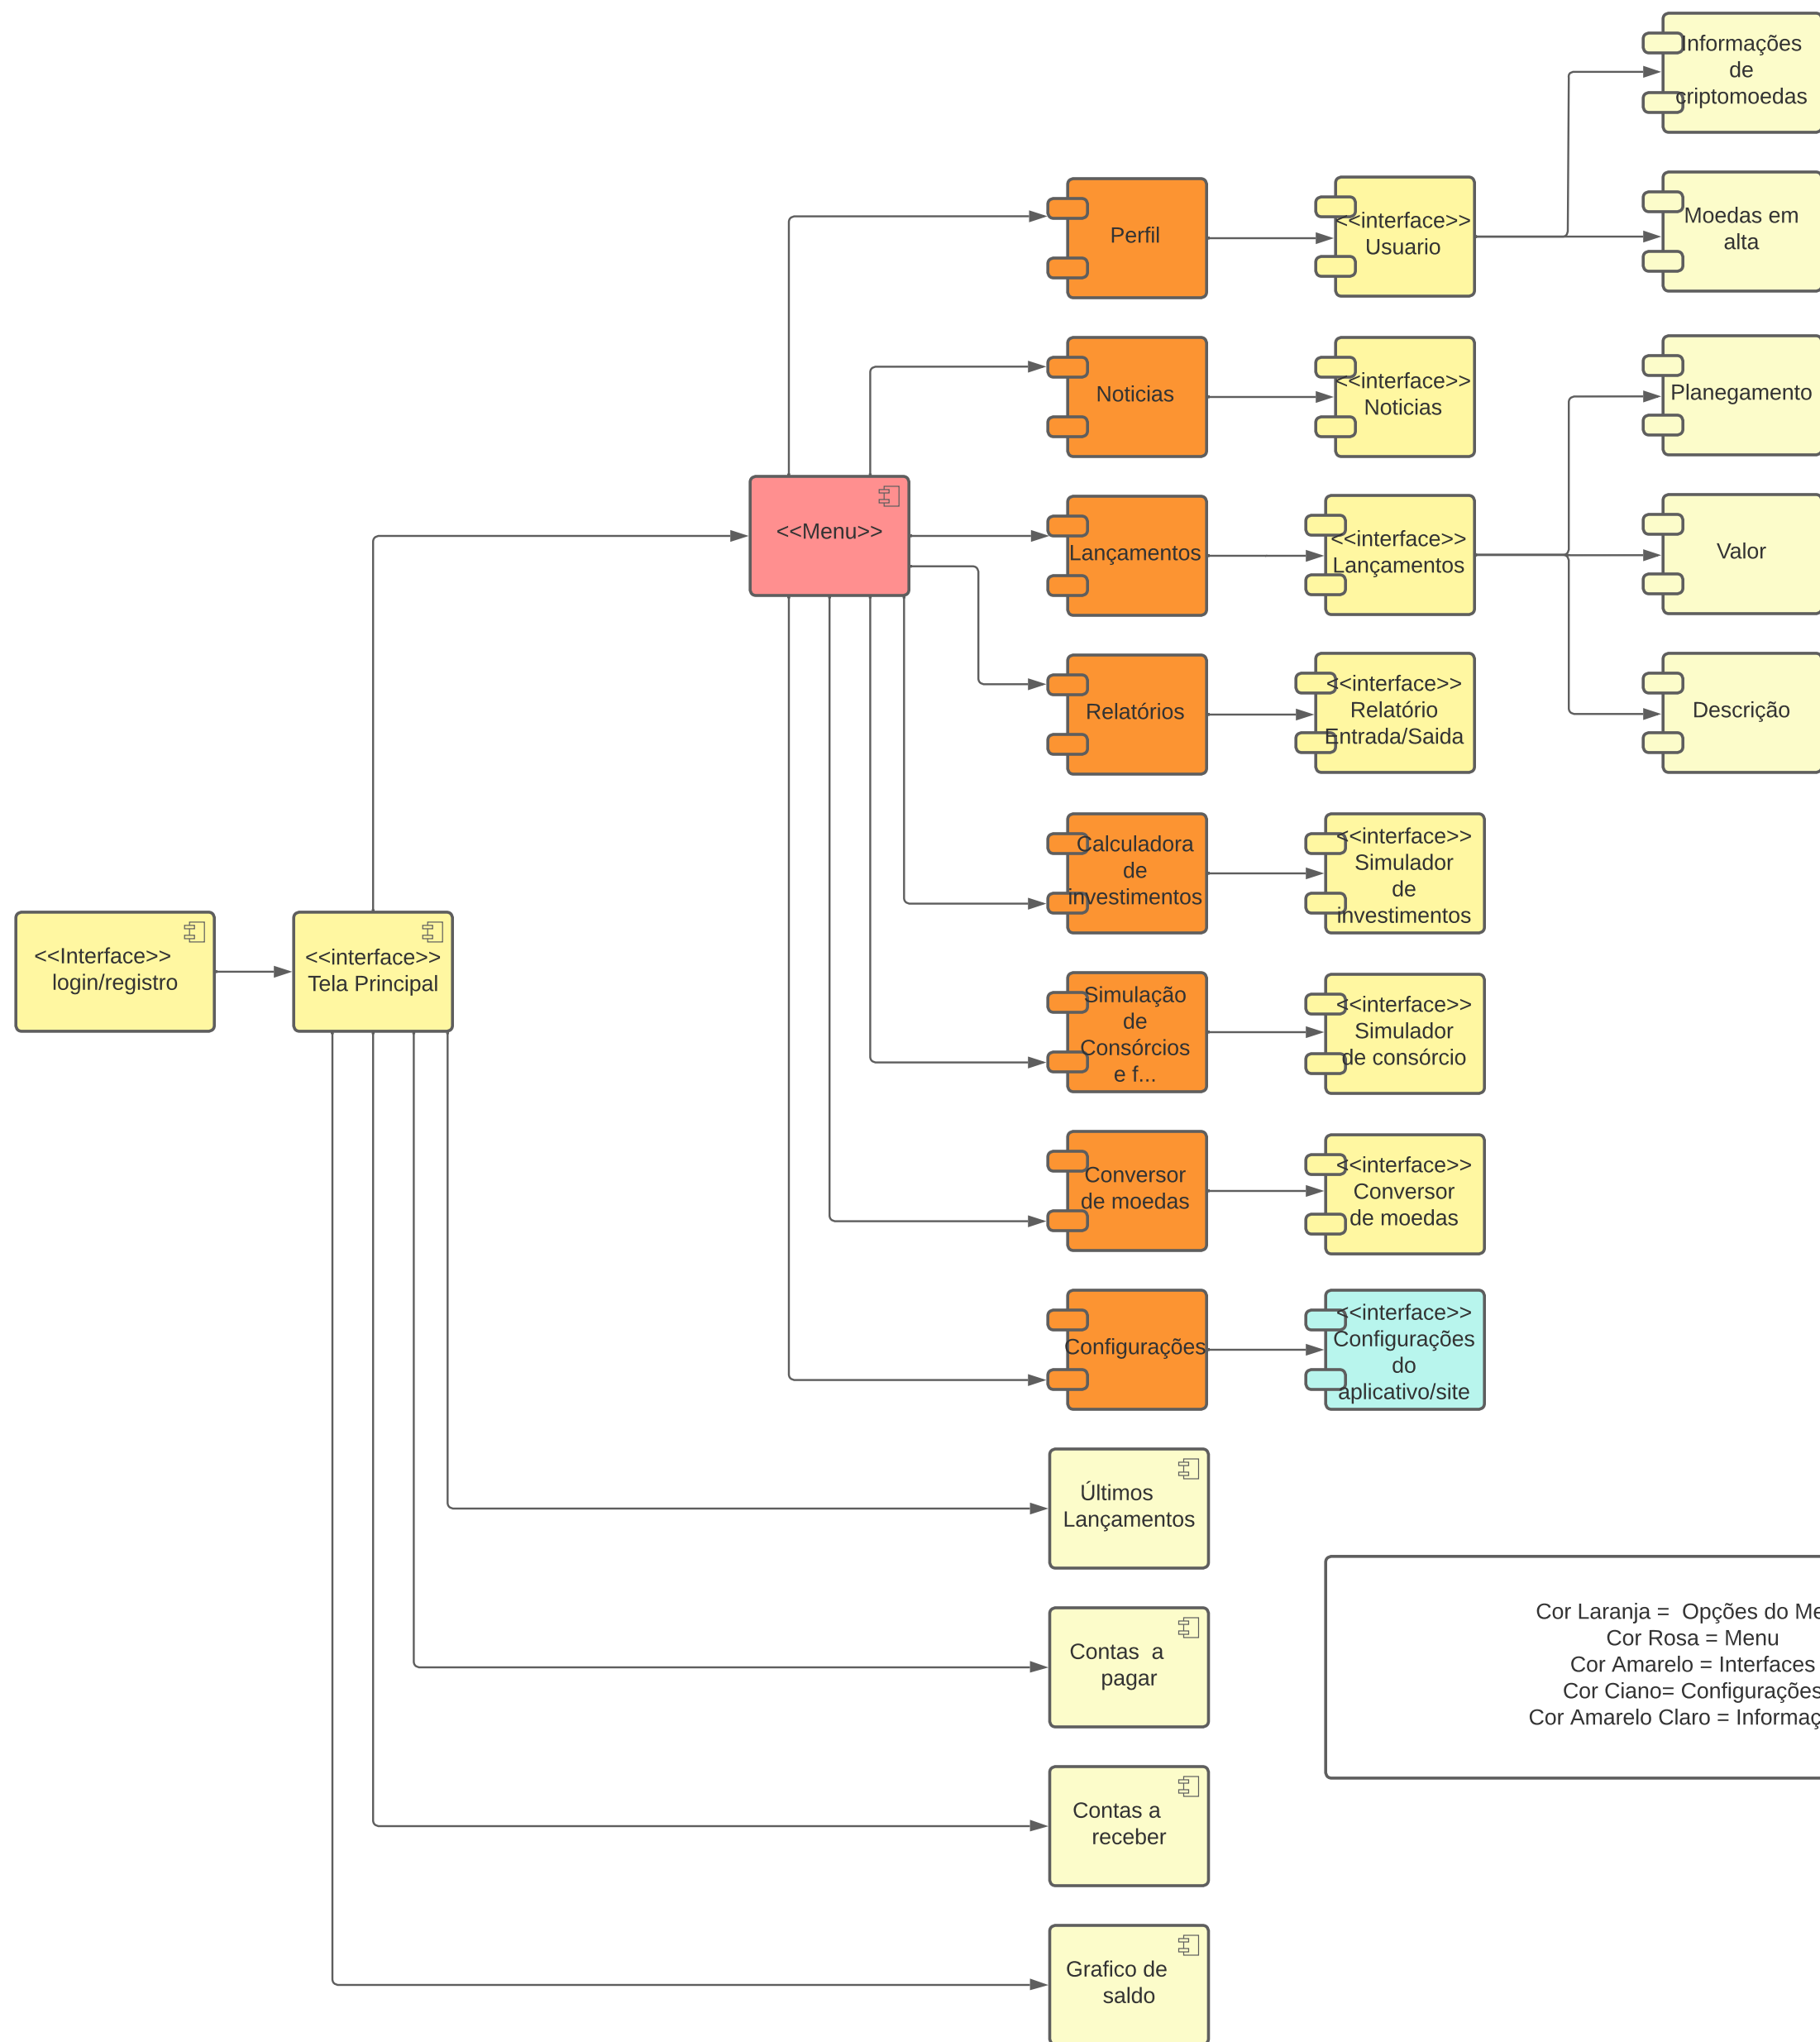 Informações
de
criptomoedas
Moedas em
alta
Perfil
<<interface>>
Usuario
Noticias
<<interface>>
Noticias
Planegamento
<<Menu>>
Lançamentos
<<interface>>
Lançamentos
Valor
Relatórios
<<interface>>
Relatório
Entrada/Saida
Descrição
Calculadora
de
investimentos
<<interface>>
Simulador
de
investimentos
<<Interface>>
login/registro
<<interface>>
Tela Principal
Simulação
de
Consórcios
e f...
<<interface>>
Simulador
de consórcio
Conversor
de moedas
<<interface>>
Conversor
de moedas
Configurações
<<interface>>
Configurações
do
aplicativo/site
Últimos
Lançamentos
Contas  a
pagar
Contas a
receber
Grafico de
saldo
Cor Laranja =  Opções do
Cor Rosa = Menu
Cor Amarelo = Interfaces
Cor Ciano= Configurações
Cor Amarelo Claro =